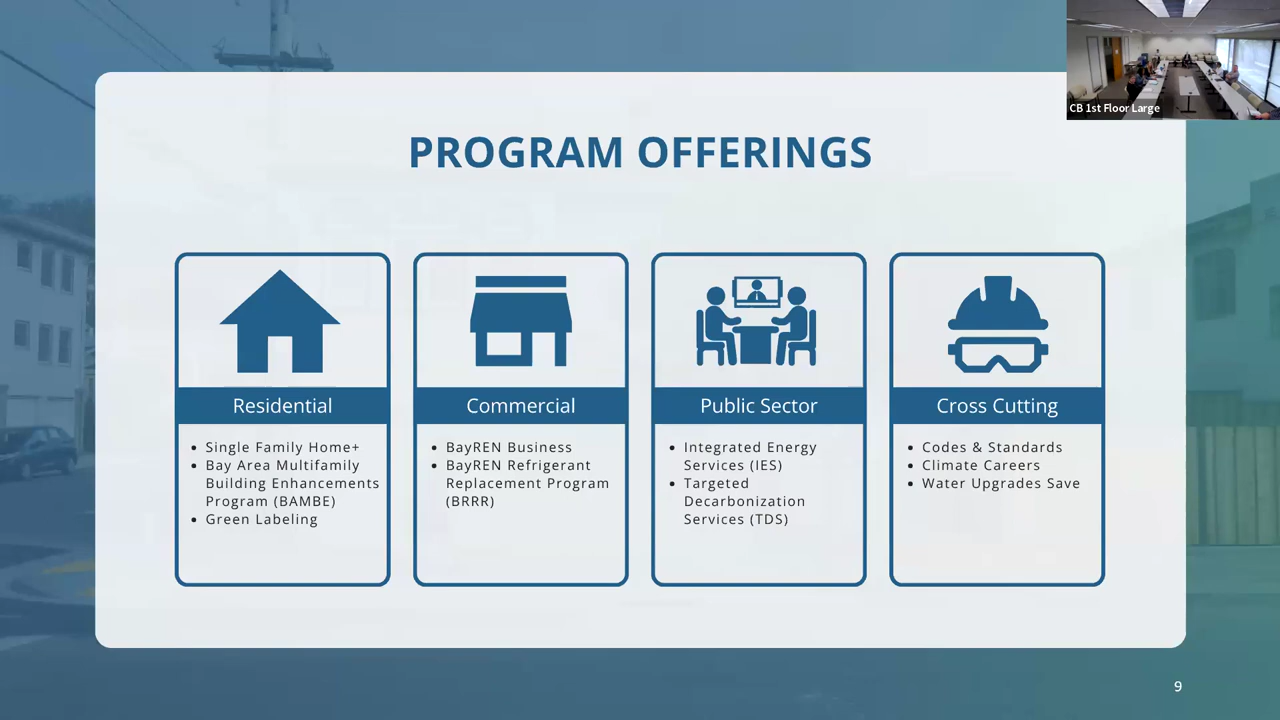 CB 1st Floor Large
PROGRAM OFFERINGS
Residential
• Single Family Home+
• Bay Area Multifamily
Building Enhancements
Program (BAMBE)
• Green Labeling
Commercial
• BayREN Business
• BayREN Refrigerant
Replacement Program
(BRRR)
Public Sector
• Integrated Energy
Services (IES)
• Targeted
Decarbonization
Services (TDS)
Cross Cutting
• Codes & Standards
• Climate Careers
• Water Upgrades Save
9